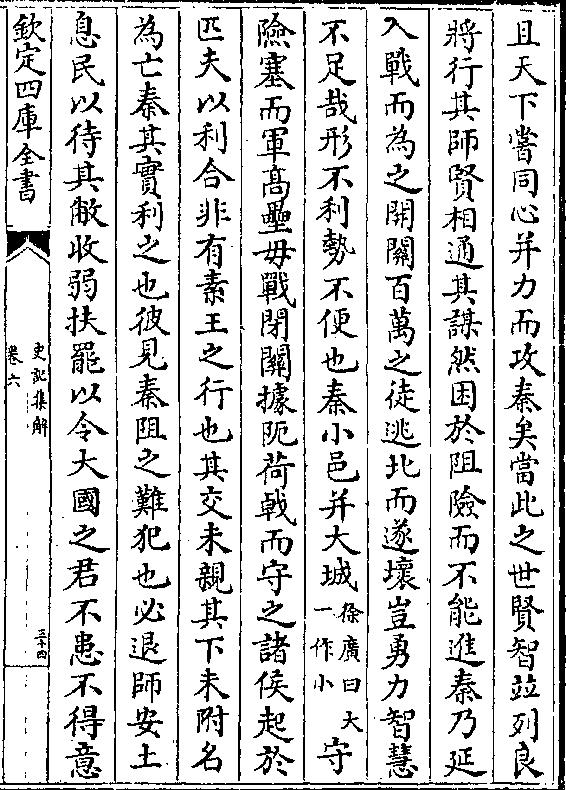 且天下嘗同心并力而攻秦矣當此之世賢智並列良
將行其師賢相通其謀然困於阻險而不能進秦乃延
入戰而為之開關百萬之徒逃北而遂壞豈勇力智慧
不足哉形不利勢不便也秦小邑并大城徐廣曰大一作小守
險塞而軍髙壘毋戰閉關據阨荷戟而守之諸侯起於
匹夫以利合非有素王之行也其交未親其下未附名
為亡秦其實利之也彼見秦阻之難犯也必退師安土
息民以待其敝收弱扶罷以令大國之君不患不得意
欽定四庫全書
史記集解
卷六
三十四